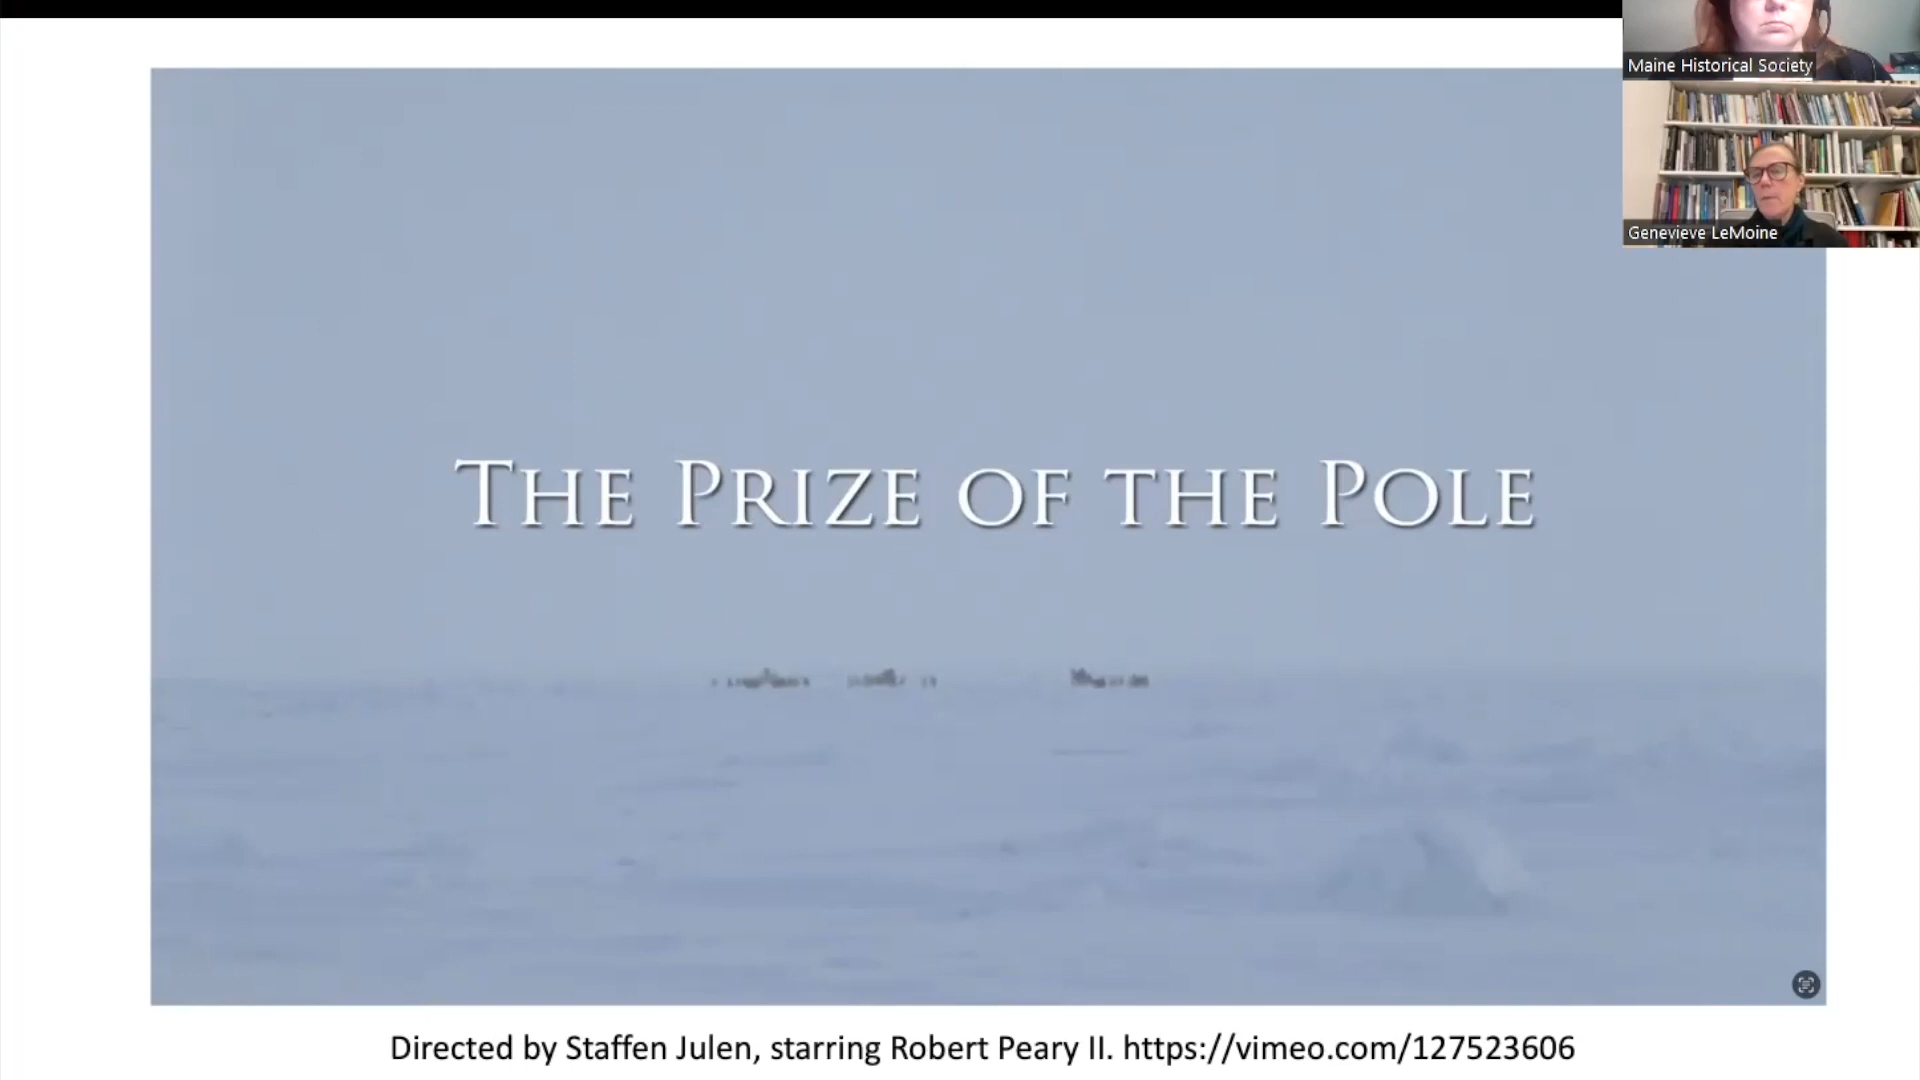 Maine Historical Society
Genevieve LeMoine
THE PRIZE OF THE POLE
Directed by Staffen Julen, starring Robert Peary II. https://vimeo.com/127523606